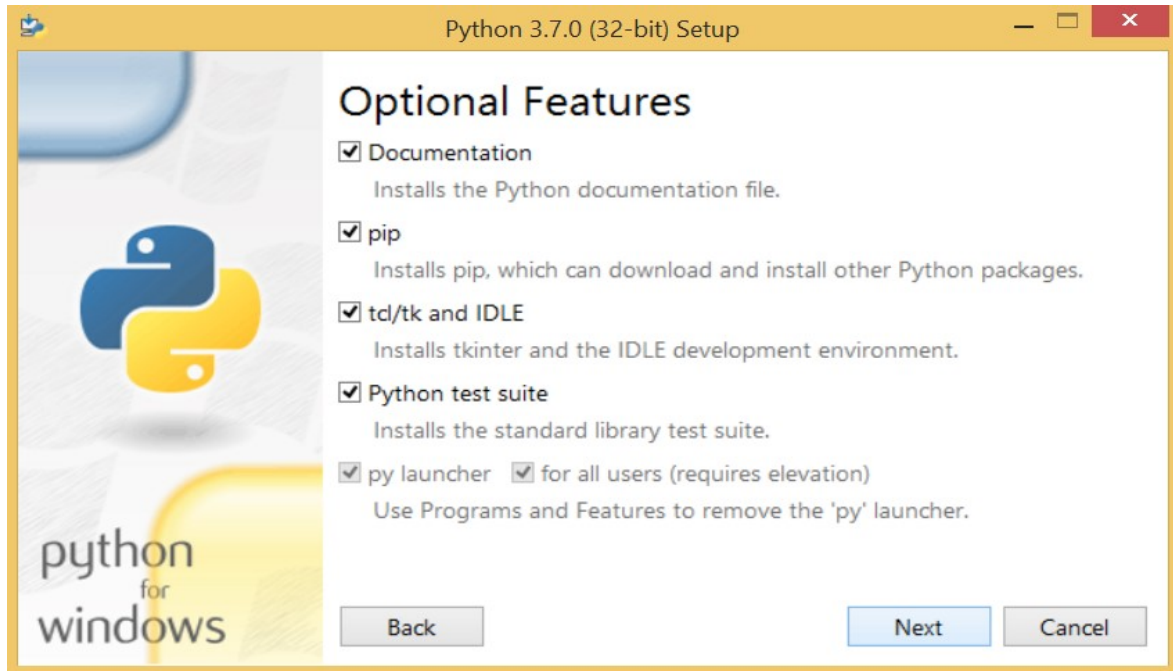 Python 3.7.0 (32-bit) Setup
Optional Features
Documentation
Installs the Python documentation file.
pip
Installs pip, which can download and install other Python packages.
tcl/tk and IDLE
Installs tkinter and the IDLE development environment.
Python test suite
Installs the standard library test suite.
py launcher for all users (requires elevation)
Use Programs and Features to remove the 'py' launcher.
python
for
windows
Back Next Cancel